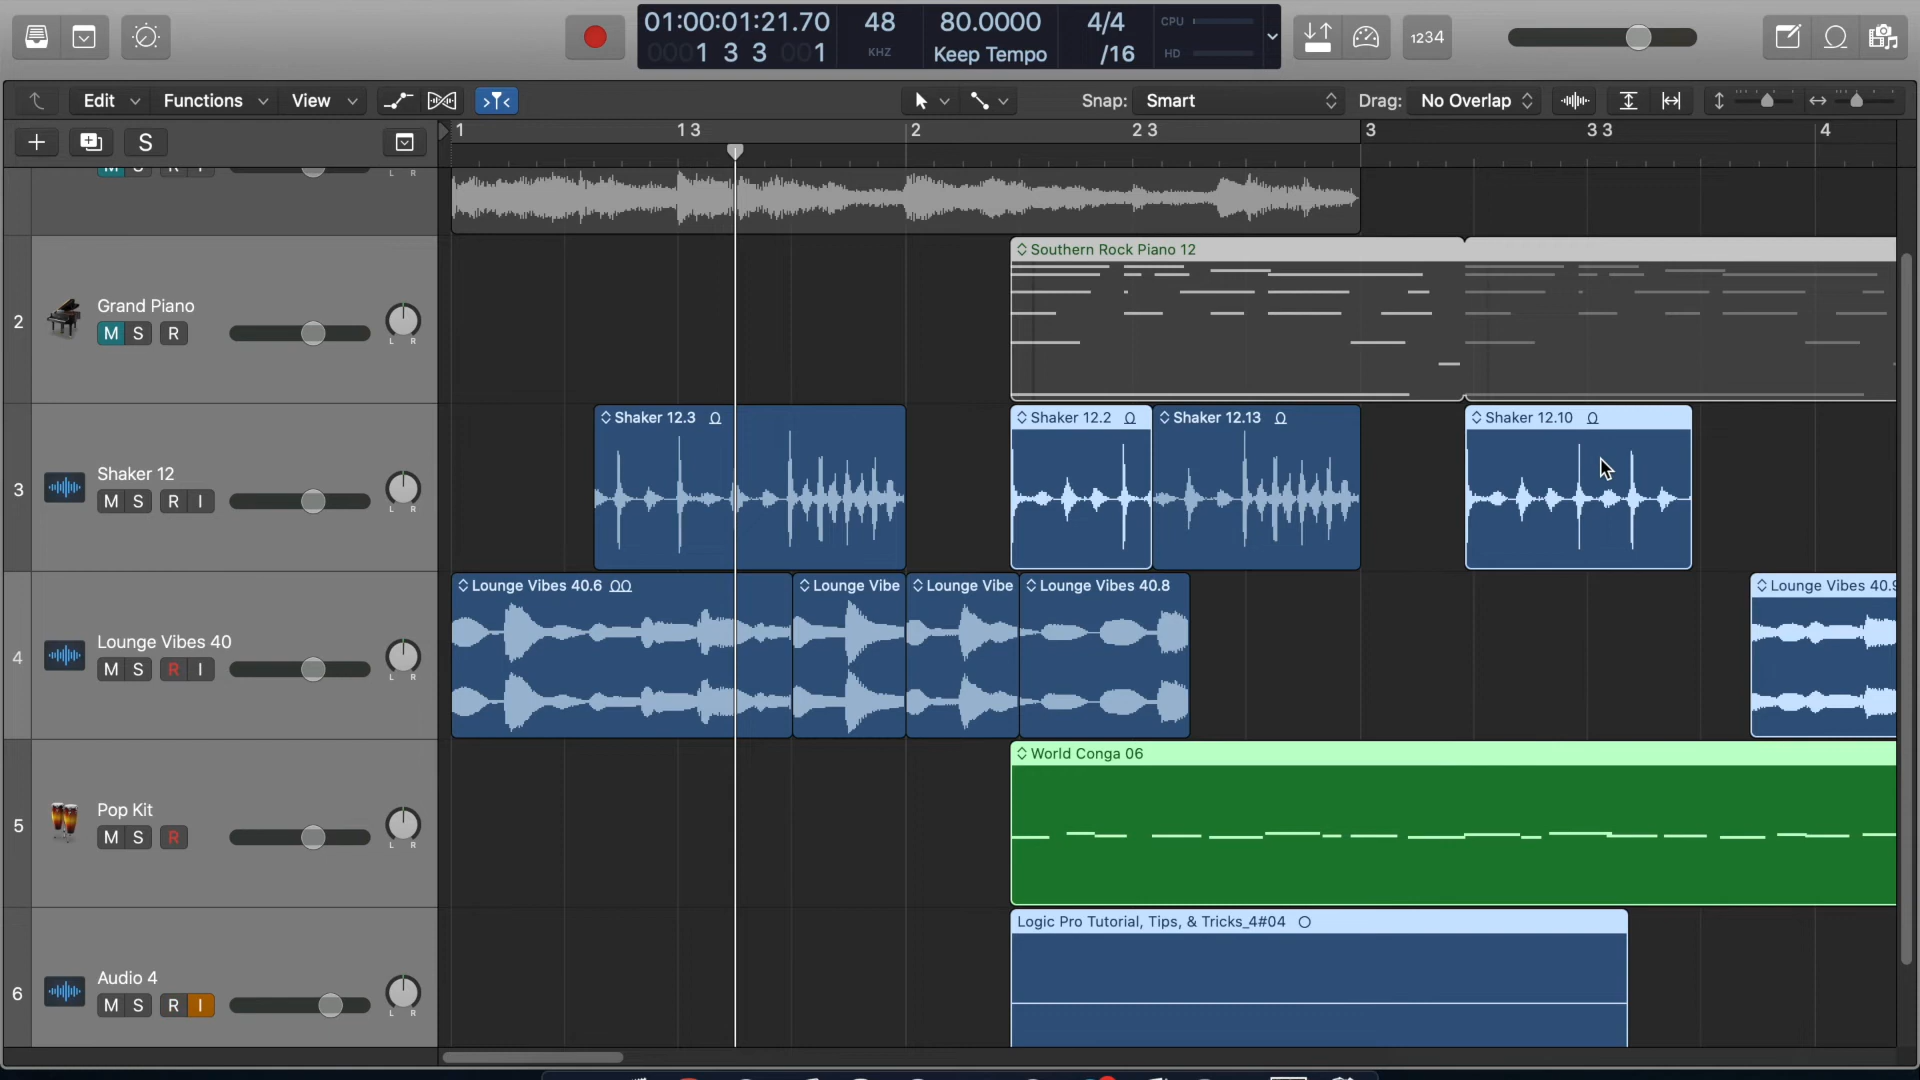 01:00:01:21.70 48 80.0000 4/4 CPU
0001 3 3 001 KHZ Keep Tempo /16 HD
1234
Edit Functions View Snap: Smart Drag: No Overlap
S
1 1 3 2 2 3 3 3 3 4
L R
Southern Rock Piano 12
2 Grand Piano
M S R
L R
Shaker 12.3 Shaker 12.2 Shaker 12.13 Shaker 12.10
3 Shaker 12
M S R I
L R
Lounge Vibes 40.6 Lounge Vibe Lounge Vibe Lounge Vibes 40.8 Lounge Vibes 40.9
4 Lounge Vibes 40
M S R I
L R
World Conga 06
5 Pop Kit
M S R
L R
Logic Pro Tutorial, Tips, & Tricks_4#04
6 Audio 4
M S R I
L R